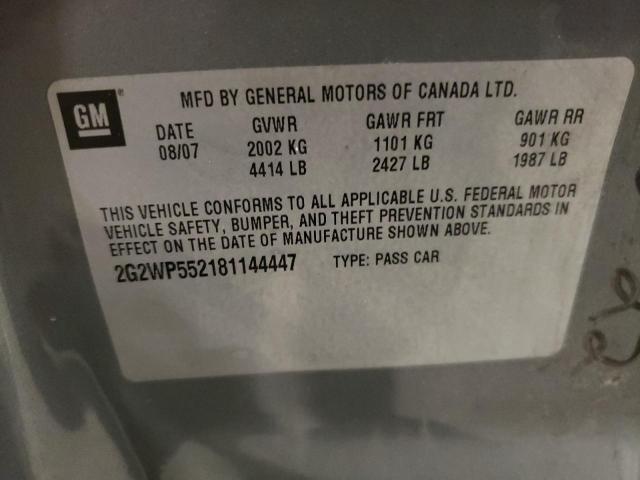 GM ®
MFD BY GENERAL MOTORS OF CANADA LTD.
DATE GVWR GAWR FRT GAWR RR
08/07 2002 KG 1101 KG 901 KG
4414 LB 2427 LB 1987 LB
THIS VEHICLE CONFORMS TO ALL APPLICABLE U.S. FEDERAL MOTOR
VEHICLE SAFETY, BUMPER, AND THEFT PREVENTION STANDARDS IN
EFFECT ON THE DATE OF MANUFACTURE SHOWN ABOVE.
2G2WP552181144447 TYPE: PASS CAR